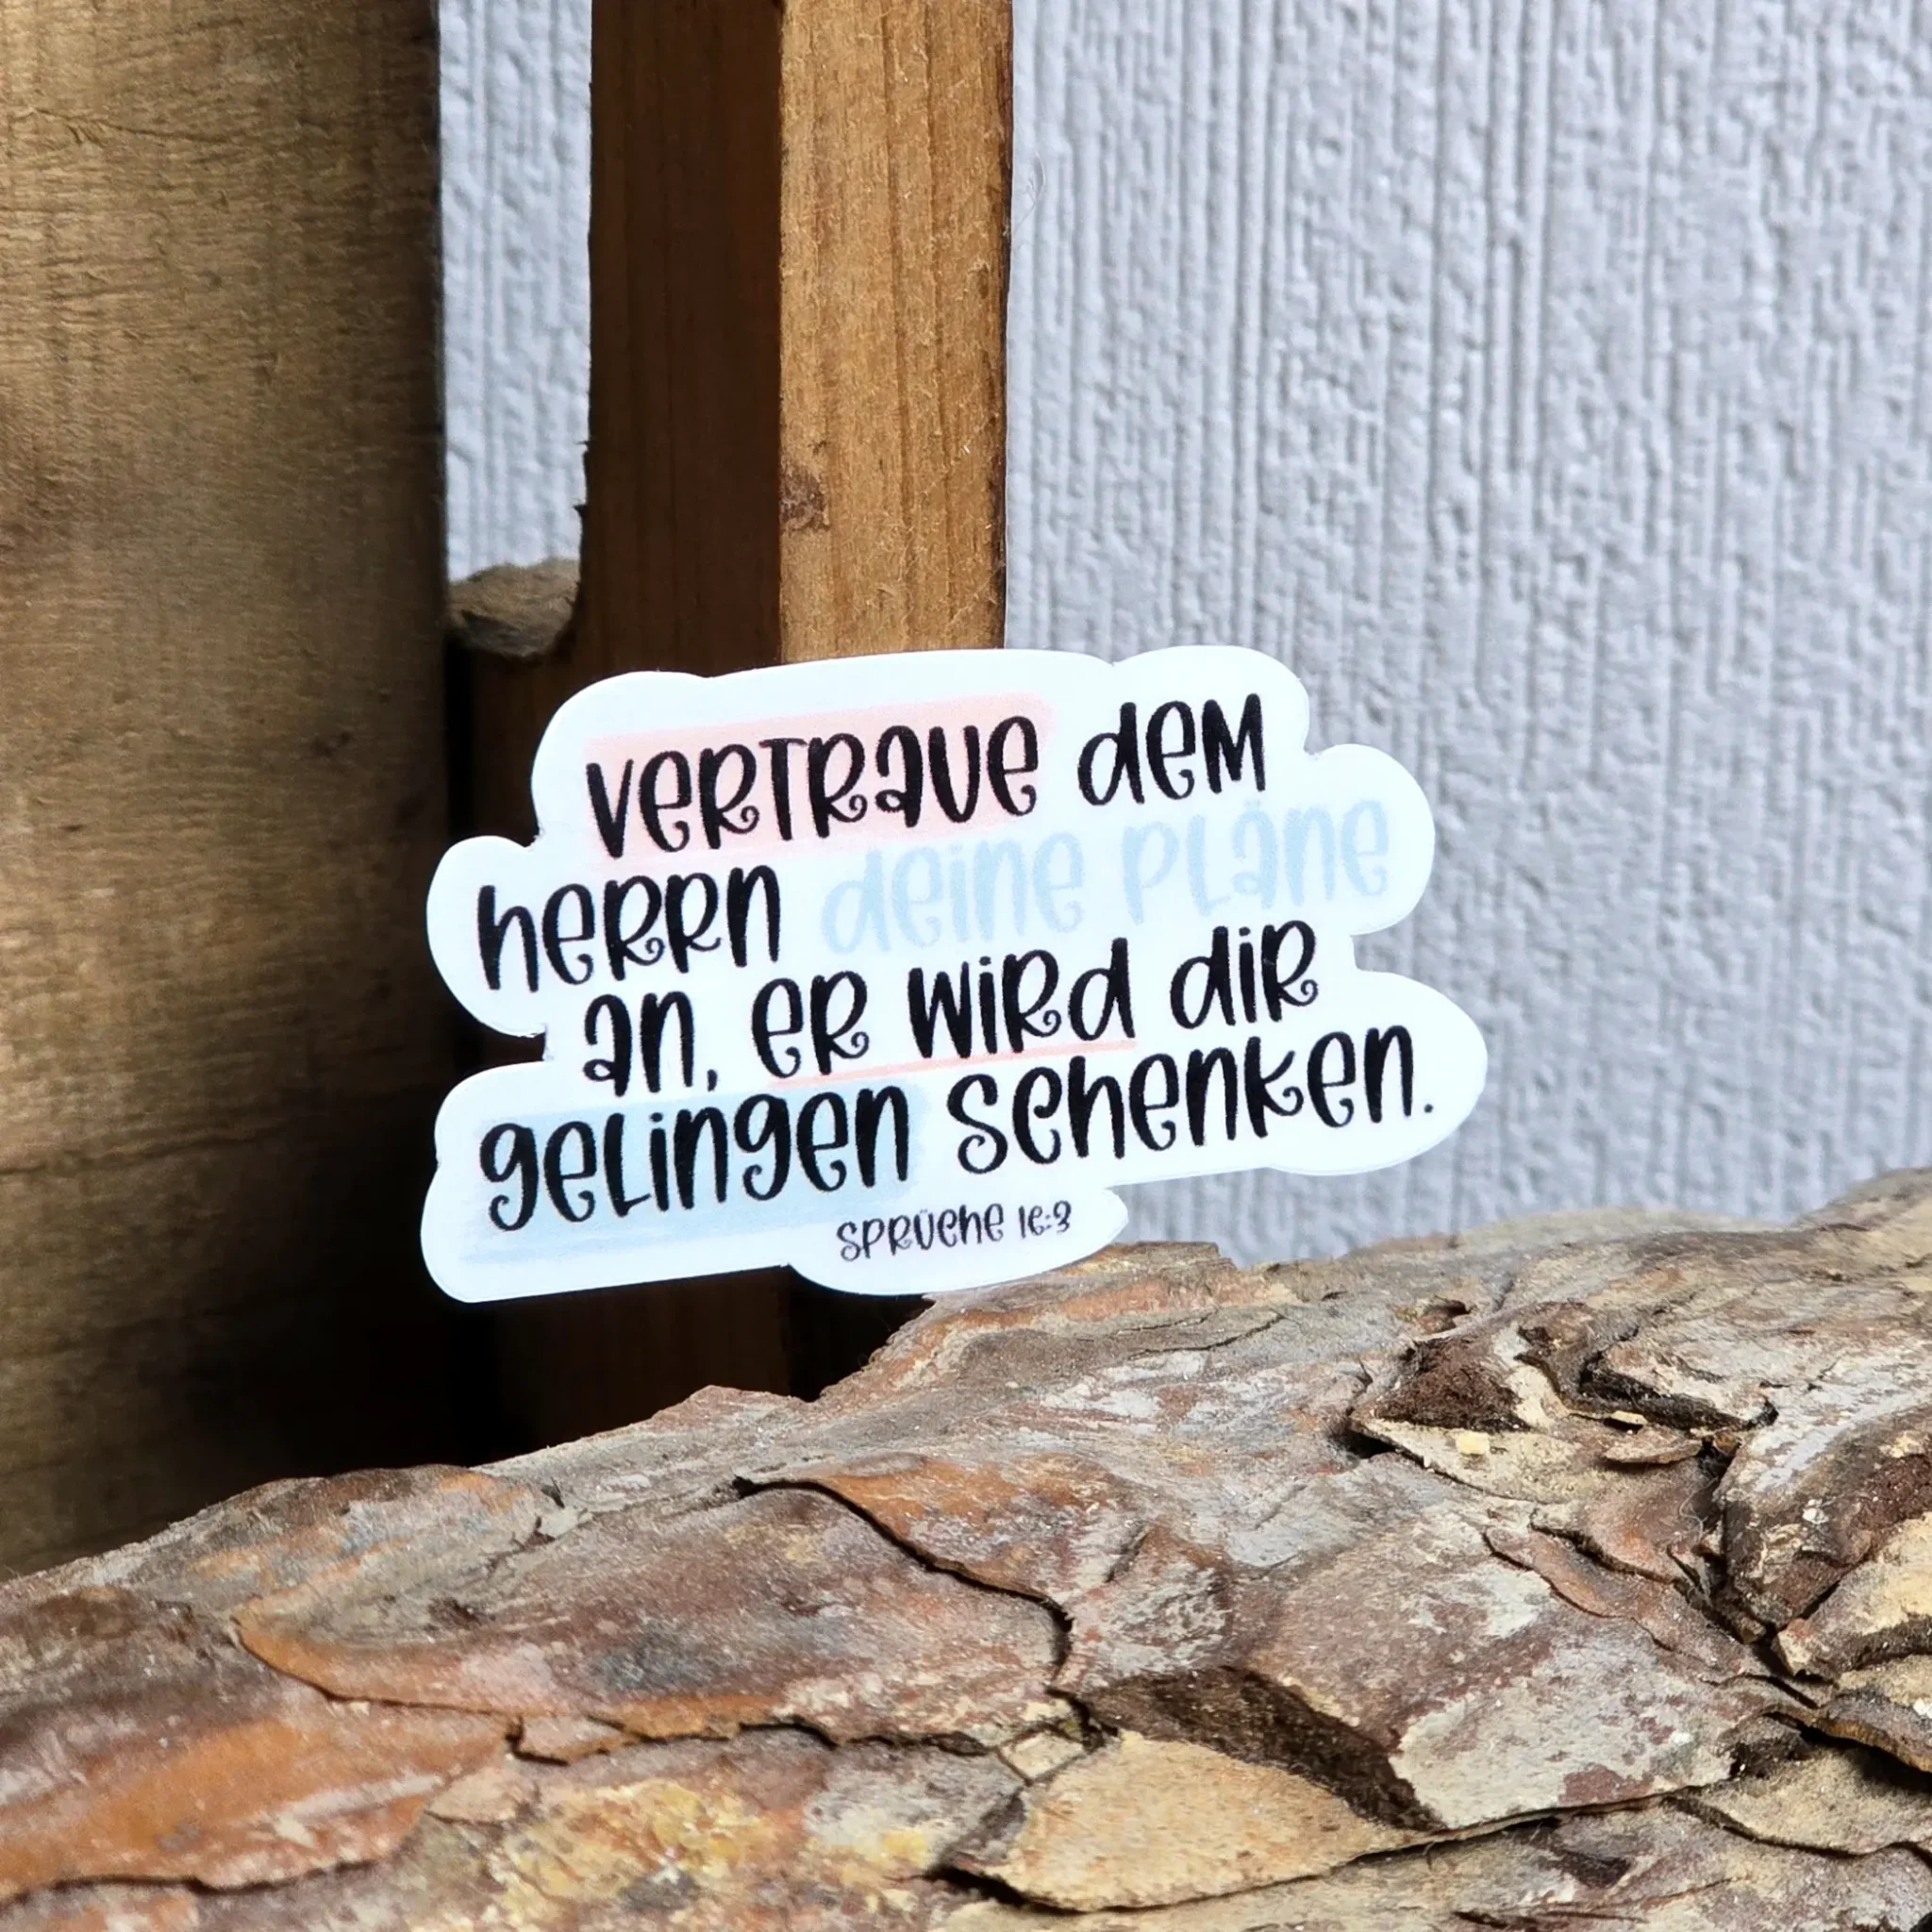 vertraue dem
herrn deine pläne
an, er wird dir
gelingen schenken.
Sprüche 16:3